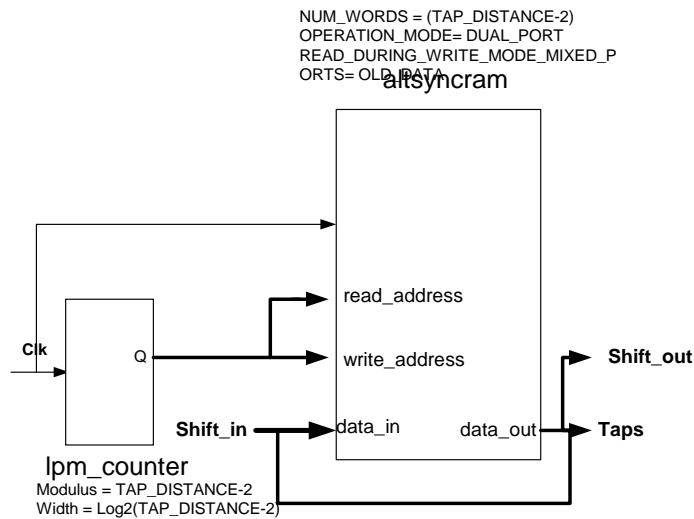 NUM_WORDS = (TAP_DISTANCE-2)
OPERATION_MODE= DUAL_PORT
READ_DURING_WRITE_MODE_MIXED_P
ORTS= OLD_DATA
altsyncram
read_address
Clk
Q
write_address
Shift_out
Shift_in
data_in
data_out
Taps
lpm_counter
Modulus = TAP_DISTANCE-2
Width = Log2(TAP_DISTANCE-2)